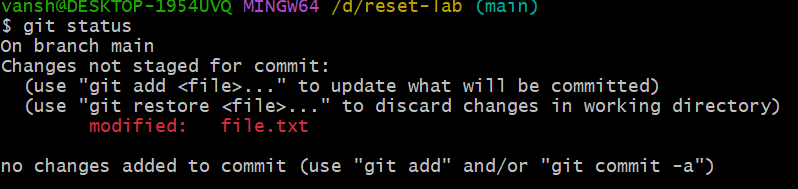 vansh@DESKTOP-1954UVQ MINGW64 /d/reset-lab (main)
$ git status
On branch main
Changes not staged for commit:
  (use "git add <file>..." to update what will be committed)
  (use "git restore <file>..." to discard changes in working directory)
        modified:   file.txt

no changes added to commit (use "git add" and/or "git commit -a")